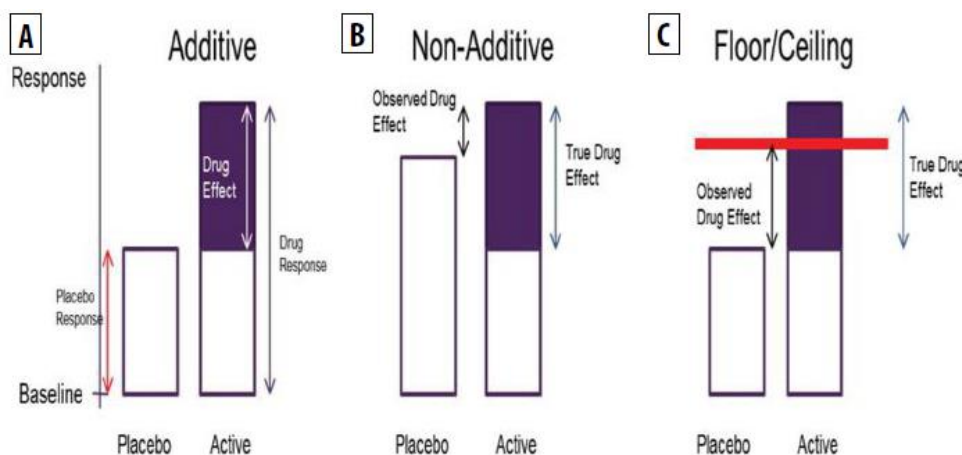 A
Additive
Response
Drug
Effect
Drug
Response
Placebo
Response
Baseline
Placebo
Active
B
Non-Additive
Observed Drug
Effect
True Drug
Effect
Placebo
Active
C
Floor/Ceiling
Observed
Drug Effect
True Drug
Effect
Placebo
Active